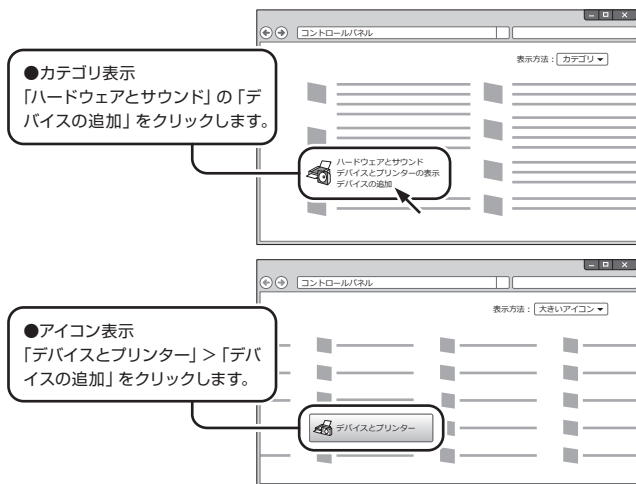 コントロールパネル
表示方法：カテゴリ▼
●カテゴリ表示
「ハードウェアとサウンド」の「デ
バイスの追加」をクリックします。
ハードウェアとサウンド
デバイスとプリンターの表示
デバイスの追加
コントロールパネル
表示方法：大きいアイコン▼
●アイコン表示
「デバイスとプリンター」＞「デバ
イスの追加」をクリックします。
デバイスとプリンター